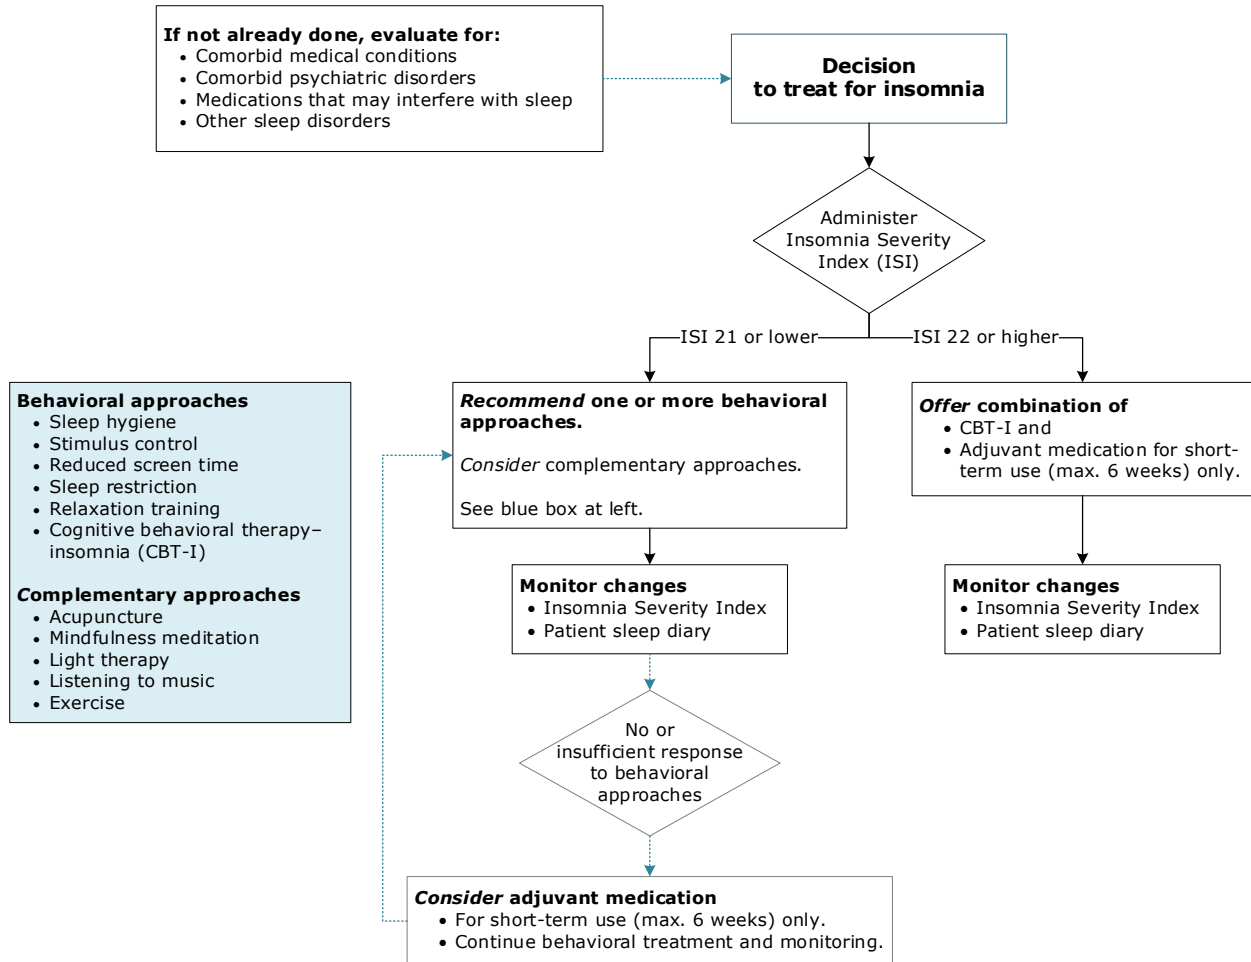 If not already done, evaluate for:
• Comorbid medical conditions
• Comorbid psychiatric disorders
• Medications that may interfere with sleep
• Other sleep disorders
Decision
to treat for insomnia
Administer
Insomnia Severity
Index (ISI)
ISI 21 or lower
ISI 22 or higher
Behavioral approaches
• Sleep hygiene
• Stimulus control
• Reduced screen time
• Sleep restriction
• Relaxation training
• Cognitive behavioral therapy–
insomnia (CBT-I)
Complementary approaches
• Acupuncture
• Mindfulness meditation
• Light therapy
• Listening to music
• Exercise
Recommend one or more behavioral
approaches.
Consider complementary approaches.
See blue box at left.
Offer combination of
• CBT-I and
• Adjuvant medication for short-
term use (max. 6 weeks) only.
Monitor changes
• Insomnia Severity Index
• Patient sleep diary
Monitor changes
• Insomnia Severity Index
• Patient sleep diary
No or
insufficient response
to behavioral
approaches
Consider adjuvant medication
• For short-term use (max. 6 weeks) only.
• Continue behavioral treatment and monitoring.